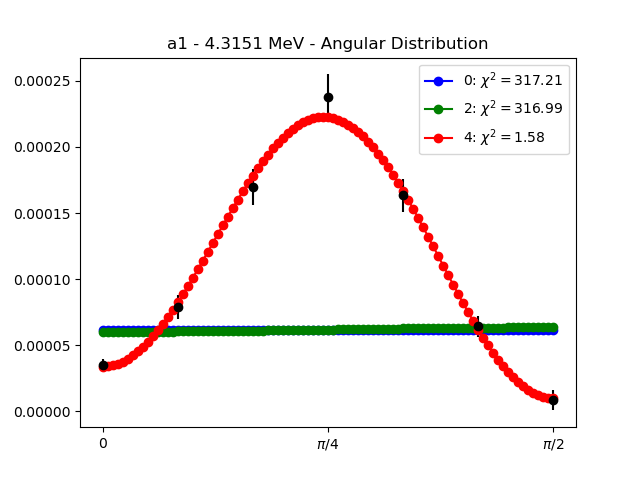 a1 - 4.3151 MeV - Angular Distribution
0: χ² = 317.21
2: χ² = 316.99
4: χ² = 1.58
0.00025
0.00020
0.00015
0.00010
0.00005
0.00000
0
π/4
π/2